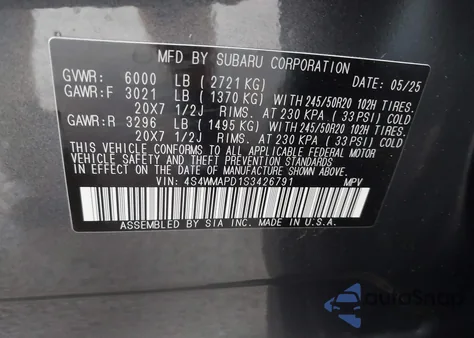 MFD BY SUBARU CORPORATION
DATE: 05/25
GVWR: 6000 LB (2721 KG)
GAWR:F 3021 LB (1370 KG) WITH 245/50R20 102H TIRES.
20X7 1/2J RIMS, AT 230 KPA (33 PSI) COLD
GAWR:R 3296 LB (1495 KG) WITH 245/50R20 102H TIRES.
20X7 1/2J RIMS, AT 230 KPA (33 PSI) COLD
THIS VEHICLE CONFORMS TO ALL APPLICABLE FEDERAL MOTOR
VEHICLE SAFETY AND THEFT PREVENTION STANDARDS
IN EFFECT ON THE DATE OF MANUFACTURE SHOWN ABOVE.
VIN: 4S4WMAPD1S3426791 MPV
ASSEMBLED BY SIA INC. MADE IN U.S.A.
AuraSnap